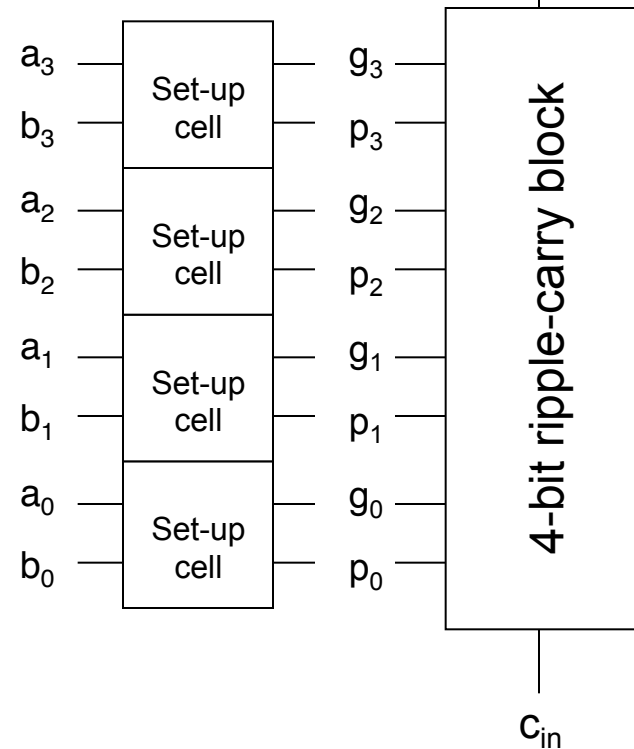 a₃
b₃
a₂
b₂
a₁
b₁
a₀
b₀
Set-up
cell
Set-up
cell
Set-up
cell
Set-up
cell
g₃
p₃
g₂
p₂
g₁
p₁
g₀
p₀
4-bit ripple-carry block
cᵢₙ